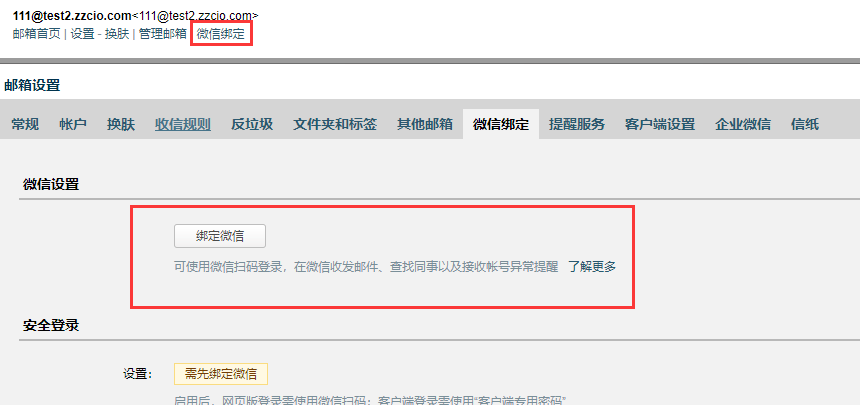 111@test2.zzcio.com<111@test2.zzcio.com>
邮箱首页 | 设置 - 换肤 | 管理邮箱 微信绑定
邮箱设置
常规 帐户 换肤 收信规则 反垃圾 文件夹和标签 其他邮箱 微信绑定 提醒服务 客户端设置 企业微信 信纸
微信设置
绑定微信
可使用微信扫码登录，在微信收发邮件、查找同事以及接收帐号异常提醒 了解更多
安全登录
设置： 需先绑定微信
启用后，网页版登录需使用微信扫码；客户端登录需使用“客户端专用密码”